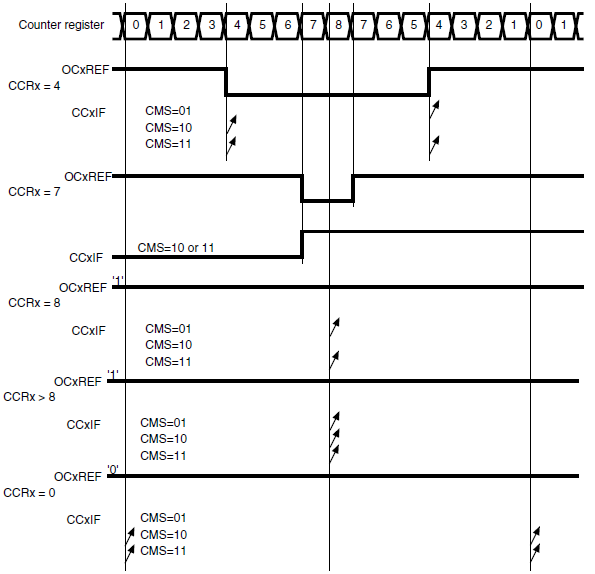 Counter register 0 1 2 3 4 5 6 7 8 7 6 5 4 3 2 1 0 1
OCxREF
CCRx = 4
CCxIF CMS=01
CMS=10
CMS=11
OCxREF
CCRx = 7
CMS=10 or 11
CCxIF
OCxREF '1'
CCRx = 8
CCxIF CMS=01
CMS=10
CMS=11
OCxREF '1'
CCRx > 8
CCxIF CMS=01
CMS=10
CMS=11
OCxREF '0'
CCRx = 0
CCxIF CMS=01
CMS=10
CMS=11